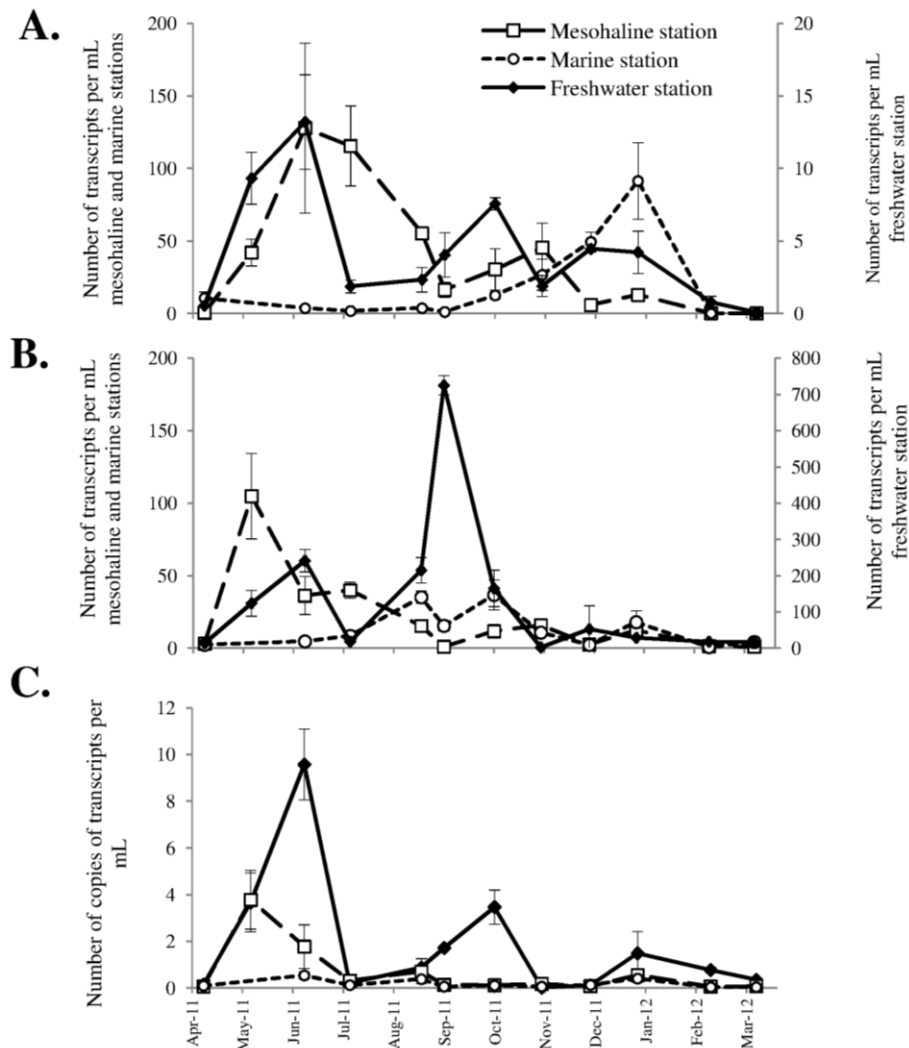 A.
Number of transcripts per mL
mesohaline and marine stations
200
150
100
50
0
Mesohaline station
Marine station
Freshwater station
20
15
10
5
0
Number of transcripts per mL
freshwater station
B.
Number of transcripts per mL
mesohaline and marine stations
200
150
100
50
0
800
700
600
500
400
300
200
100
0
Number of transcripts per mL
freshwater station
C.
Number of copies of transcripts per
mL
12
10
8
6
4
2
0
Apr-11
May-11
Jun-11
Jul-11
Aug-11
Sep-11
Oct-11
Nov-11
Dec-11
Jan-12
Feb-12
Mar-12